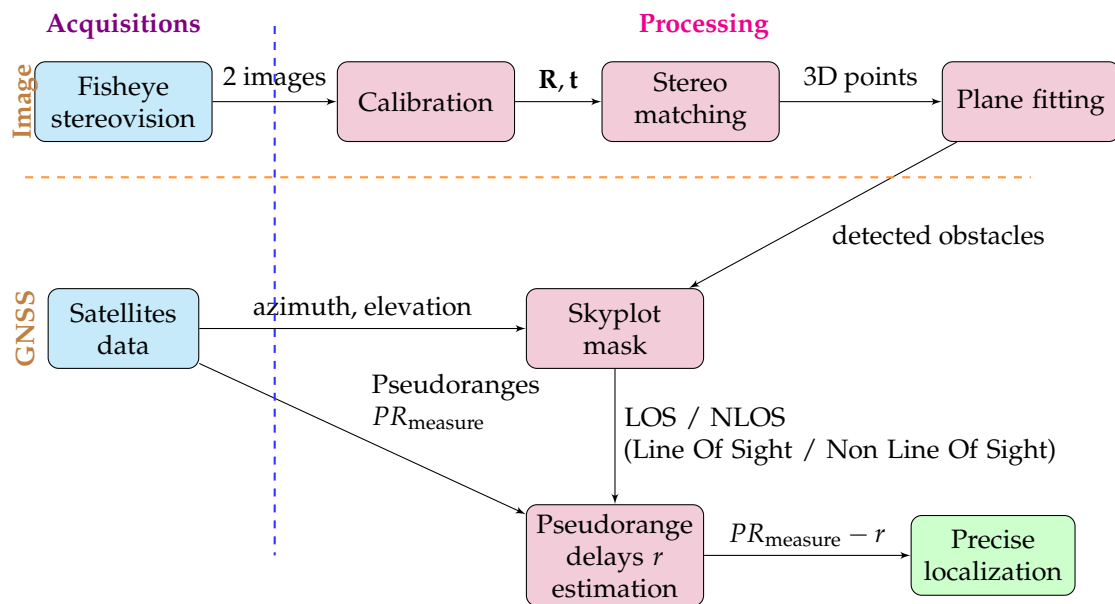 Acquisitions
Processing
Image
Fisheye
stereovision
2 images
Calibration
R, t
Stereo
matching
3D points
Plane fitting
detected obstacles
GNSS
Satellites
data
azimuth, elevation
Skyplot
mask
Pseudoranges
PR_measure
LOS / NLOS
(Line Of Sight / Non Line Of Sight)
Pseudorange
delays r
estimation
PR_measure − r
Precise
localization